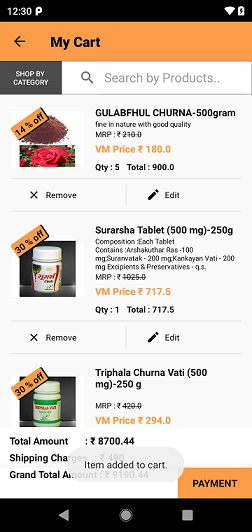 12:30
My Cart
SHOP BY
CATEGORY
Search by Products..
14 % off
GULABFHUL CHURNA-500gram
fine in nature with good quality
MRP : ₹ 210.0
VM Price ₹ 180.0
Qty : 5 Total : 900.0
Remove
Edit
30 % off
Surarsha Tablet (500 mg)-250g
Composition :Each Tablet
Contains :Arshakuthar Ras -100
mg;Suranvatak - 200 mg;Kankayan Vati - 200
mg Excipients & Preservatives - q.s.
MRP : ₹ 1025.0
VM Price ₹ 717.5
Qty : 1 Total : 717.5
Remove
Edit
30 % off
Triphala Churna Vati (500
mg)-250 g
MRP : ₹ 420.0
VM Price ₹ 294.0
Total Amount : ₹ 8700.44
Shipping Charges : ₹ 490
Grand Total Amount : ₹ 9190.44
Item added to cart.
PAYMENT